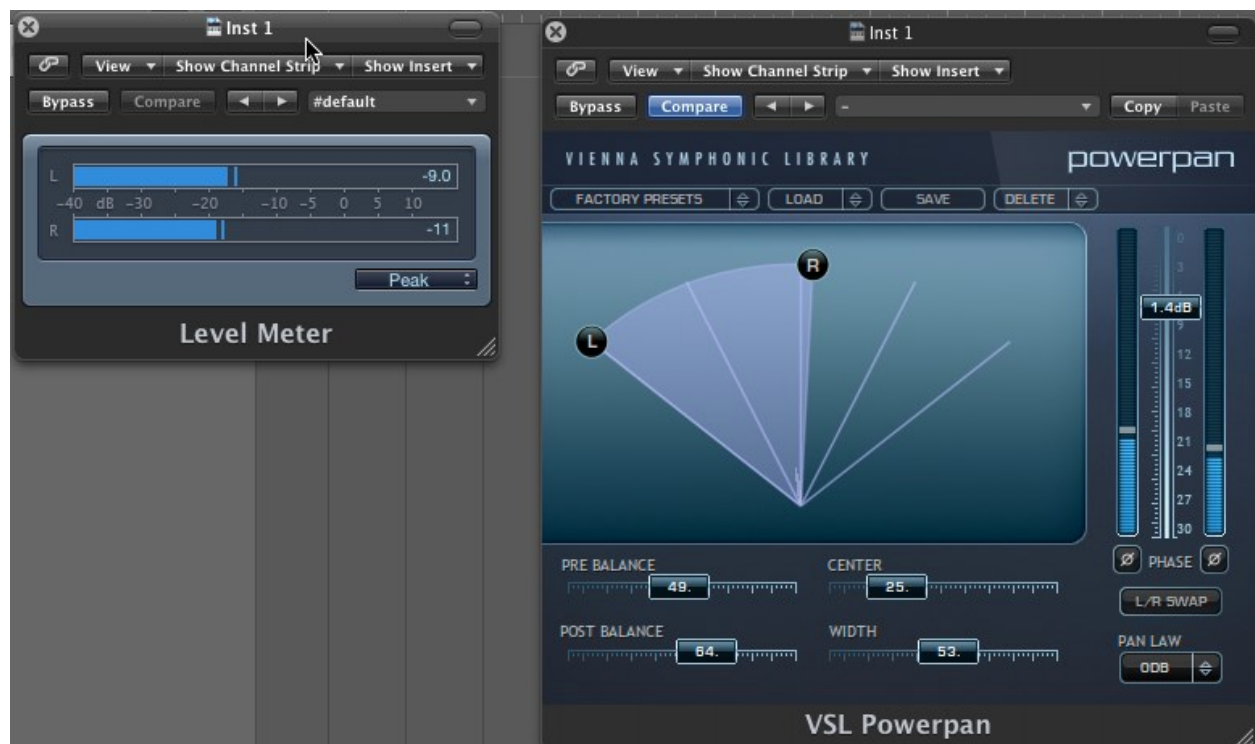 Inst 1
View Show Channel Strip Show Insert
Bypass Compare #default
L -9.0
-40 dB -30 -20 -10 -5 0 5 10
R -11
Peak
Level Meter
Inst 1
View Show Channel Strip Show Insert
Bypass Compare - Copy Paste
VIENNA SYMPHONIC LIBRARY powerpan
FACTORY PRESETS LOAD SAVE DELETE
R
L
0
3
1.4dB
9
12
15
18
21
24
27
30
Ø PHASE Ø
PRE BALANCE CENTER
49. 25.
L/R SWAP
POST BALANCE WIDTH
64. 53.
PAN LAW
0DB
VSL Powerpan